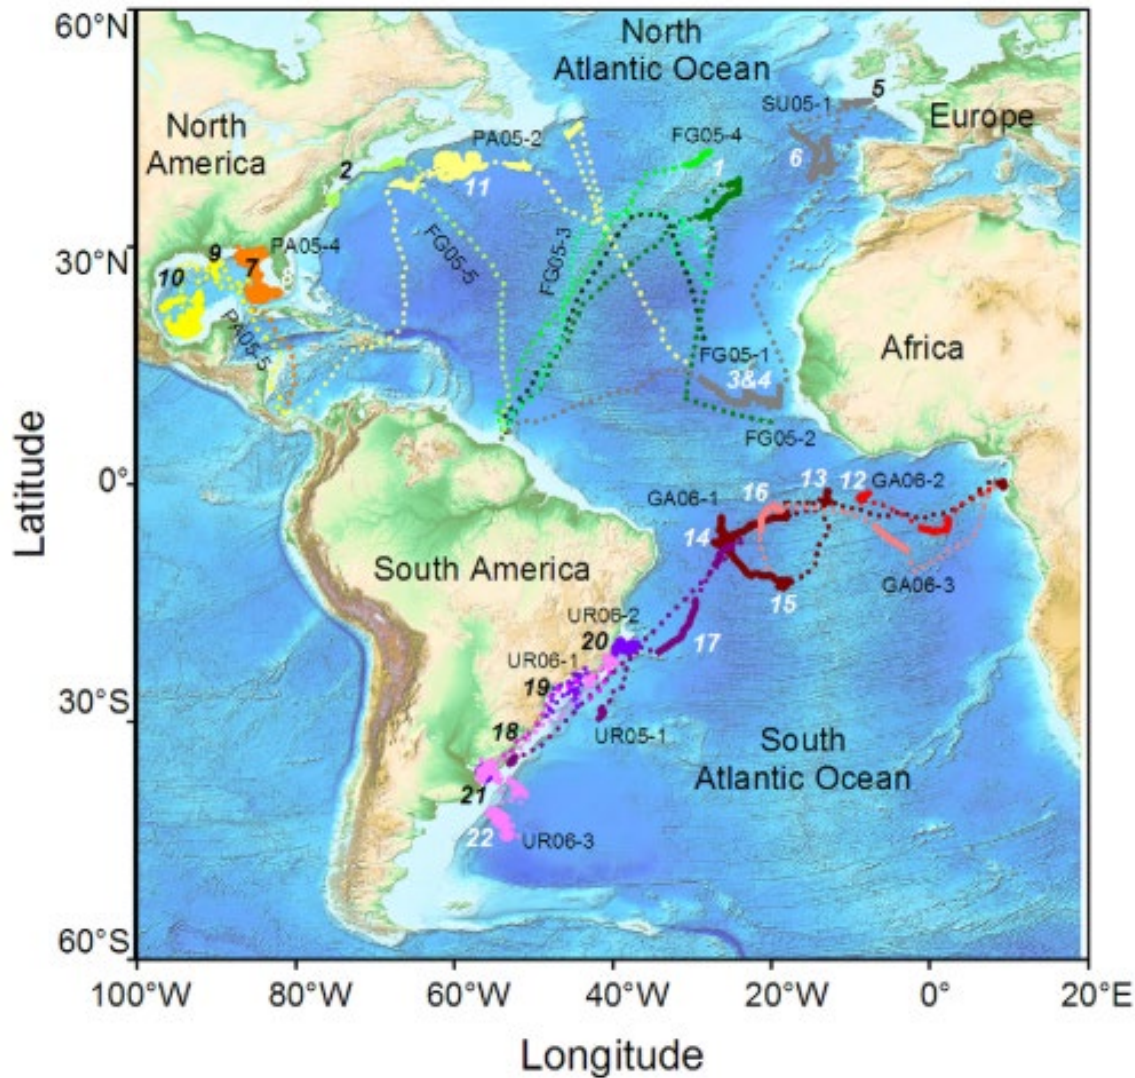 60°N
North
Atlantic Ocean
5
SU05-1
Europe
North
America
PA05-2
FG05-4
2
1
6
11
30°N
9
PA05-4
7
8
10
FG05-5
FG05-3
PA05-5
FG05-1
3&4
Africa
FG05-2
Latitude
0°
GA06-1
16
13
12
GA06-2
14
South America
GA06-3
15
UR06-2
20
17
UR06-1
19
30°S
18
UR05-1
South
Atlantic Ocean
21
22
UR06-3
60°S
100°W 80°W 60°W 40°W 20°W 0° 20°E
Longitude